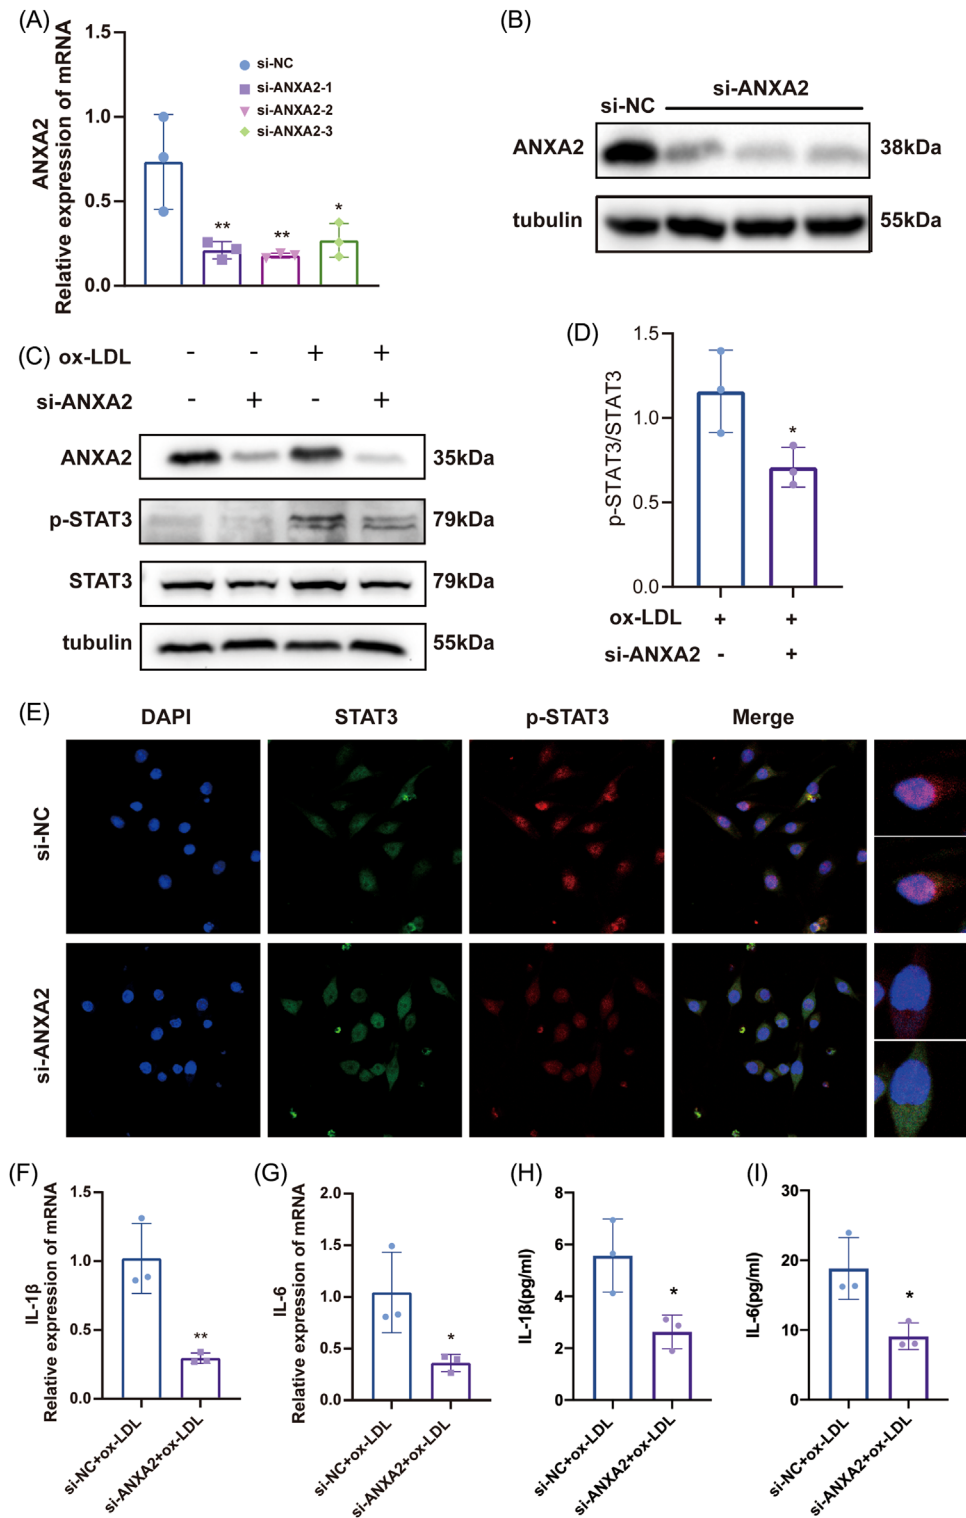 (A)
ANXA2
Relative expression of mRNA
1.5
1.0
0.5
0.0
si-NC
si-ANXA2-1
si-ANXA2-2
si-ANXA2-3
**
**
*
(B)
si-NC
si-ANXA2
ANXA2
38kDa
tubulin
55kDa
(C)
ox-LDL - - + +
si-ANXA2 - + - +
ANXA2
35kDa
p-STAT3
79kDa
STAT3
79kDa
tubulin
55kDa
(D)
p-STAT3/STAT3
1.5
1.0
0.5
0.0
*
ox-LDL + +
si-ANXA2 - +
(E)
DAPI
STAT3
p-STAT3
Merge
si-NC
si-ANXA2
(F)
IL-1β
Relative expression of mRNA
1.5
1.0
0.5
0.0
**
si-NC+ox-LDL
si-ANXA2+ox-LDL
(G)
IL-6
Relative expression of mRNA
2.0
1.5
1.0
0.5
0.0
*
si-NC+ox-LDL
si-ANXA2+ox-LDL
(H)
IL-1β(pg/ml)
8
6
4
2
0
*
si-NC+ox-LDL
si-ANXA2+ox-LDL
(I)
IL-6(pg/ml)
30
20
10
0
*
si-NC+ox-LDL
si-ANXA2+ox-LDL